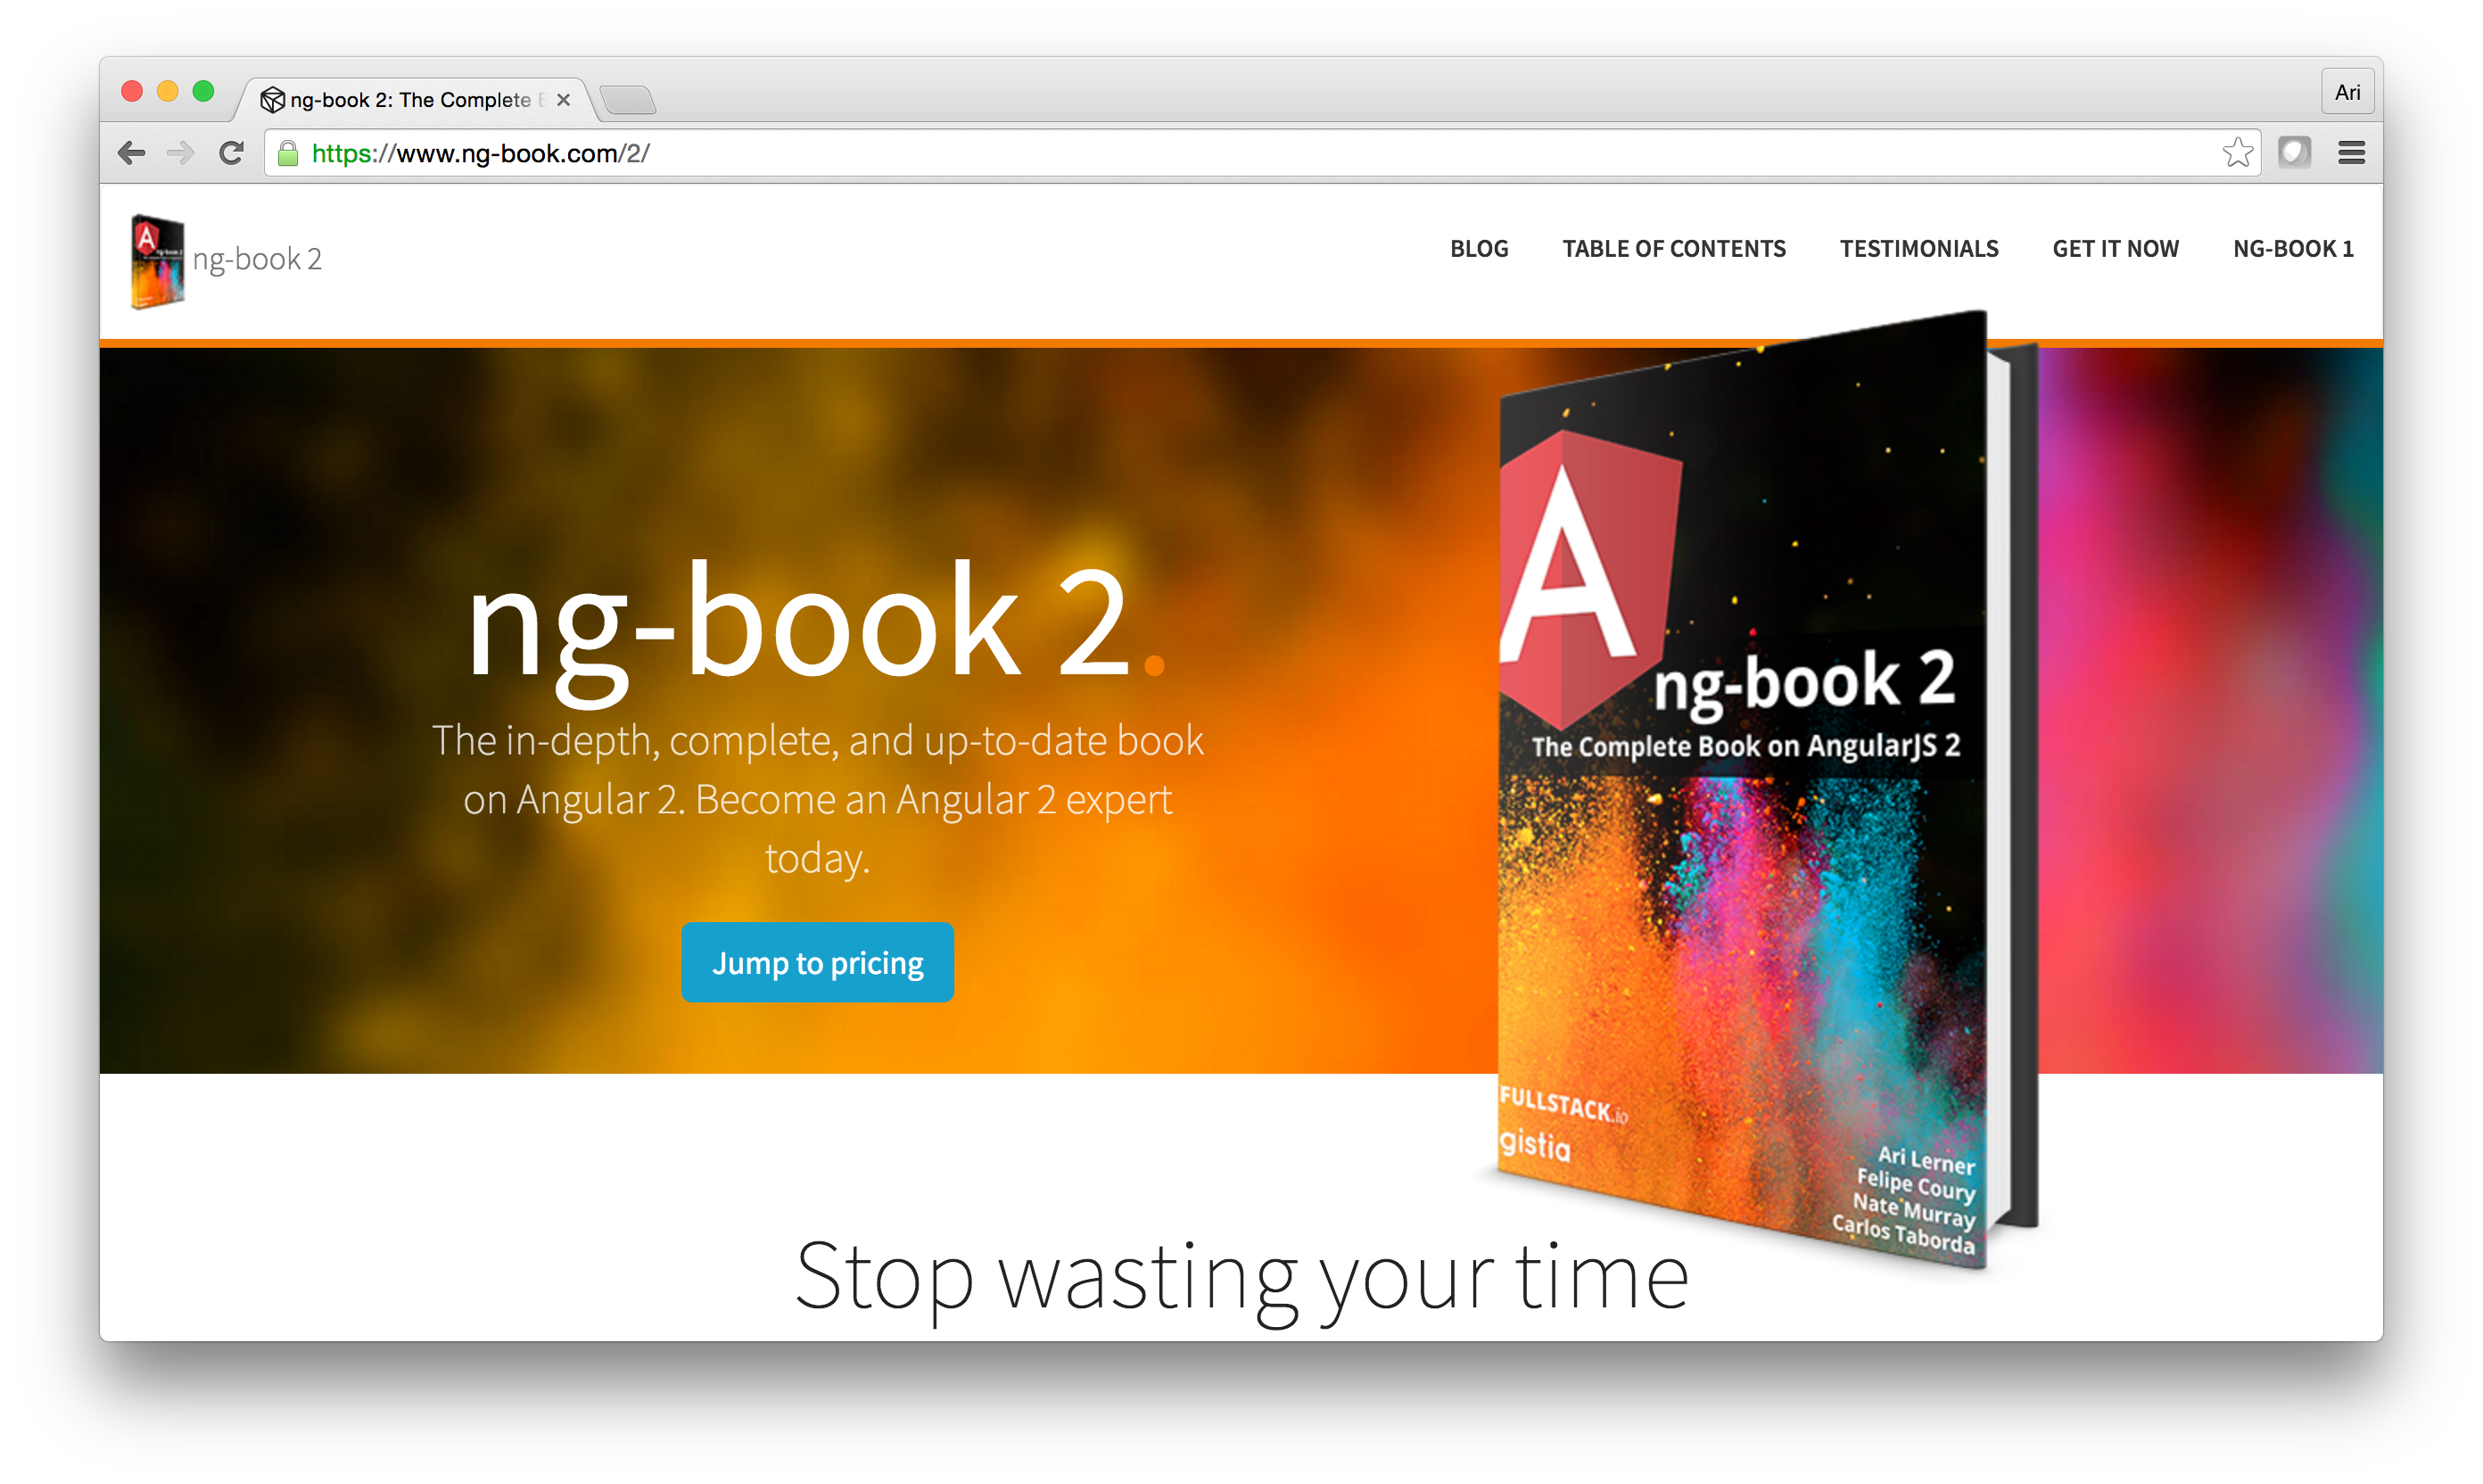 ng-book 2: The Complete
Ari
https://www.ng-book.com/2/
ng-book 2
BLOG TABLE OF CONTENTS TESTIMONIALS GET IT NOW NG-BOOK 1
ng-book 2.
The in-depth, complete, and up-to-date book
on Angular 2. Become an Angular 2 expert
today.
Jump to pricing
A
ng-book 2
The Complete Book on AngularJS 2
FULLSTACK.io
gistia
Ari Lerner
Felipe Coury
Nate Murray
Carlos Taborda
Stop wasting your time